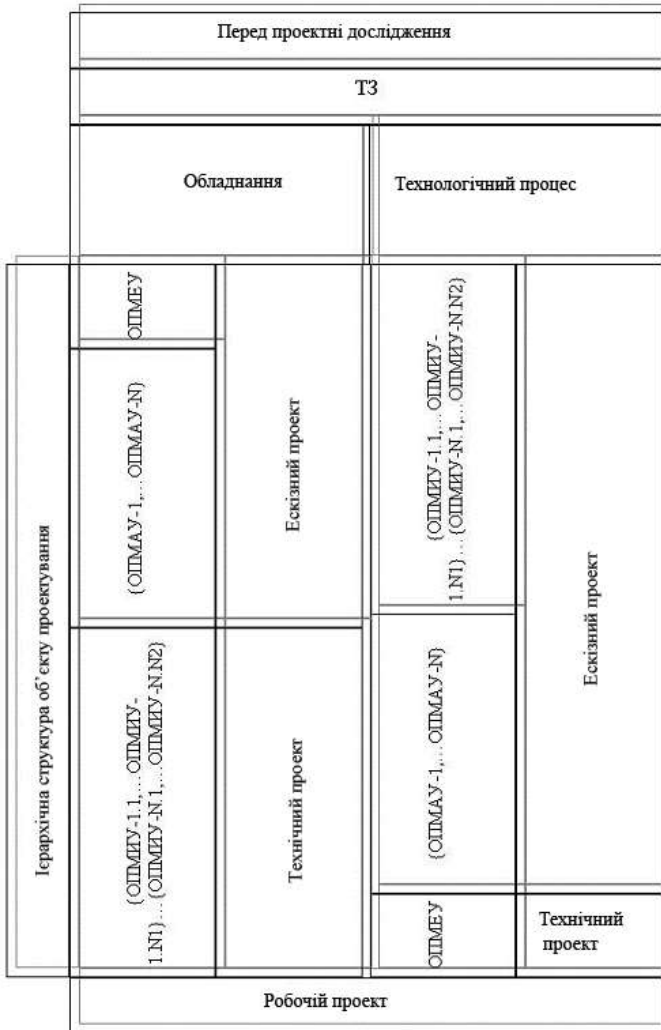 Перед проектні дослідження
ТЗ
Обладнання
Технологічний процес
Ієрархічна структура об’єкту проектування
ОПМЕУ
{ОПМАУ-1,… ОПМАУ-N}
{ОПМИУ-1.1,… ОПМИУ-
1.N1}… {ОПМИУ-N.1,… ОПМИУ-N.N2}
Ескізний проект
Технічний проект
{ОПМИУ-1.1,… ОПМИУ-
1.N1}… {ОПМИУ-N.1,… ОПМИУ-N.N2}
{ОПМАУ-1,… ОПМАУ-N}
ОПМЕУ
Ескізний проект
Технічний
проект
Робочій проект